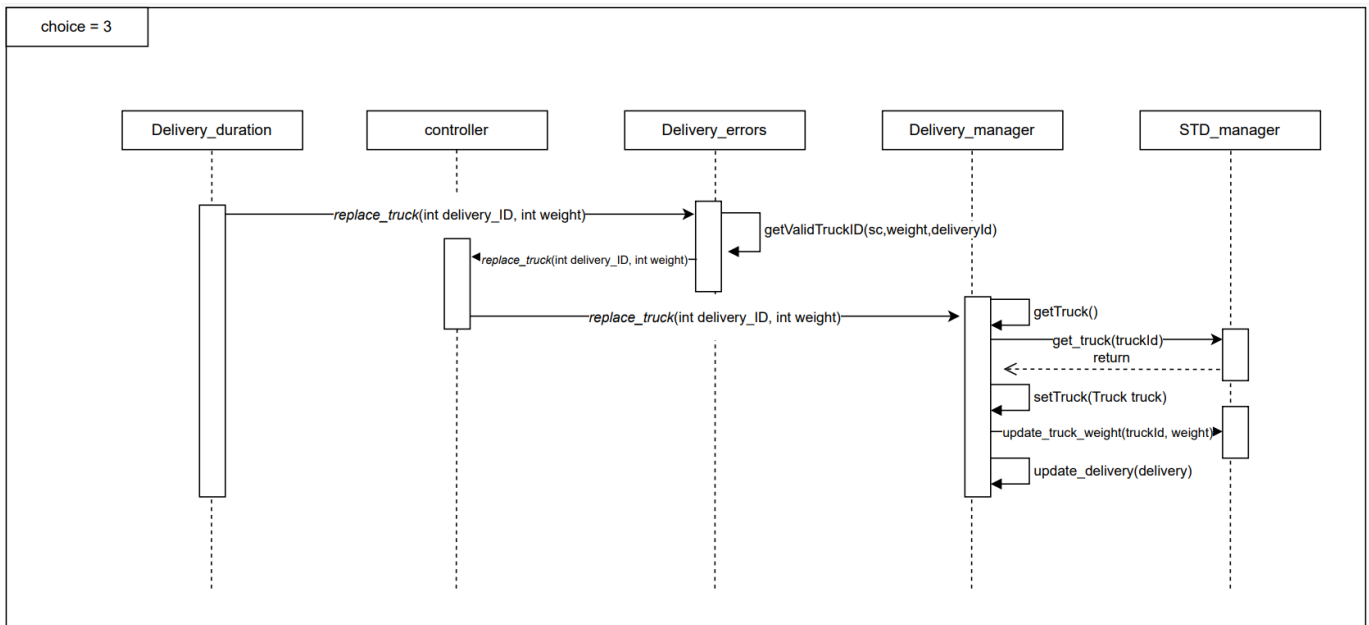 choice = 3
Delivery_duration
controller
Delivery_errors
Delivery_manager
STD_manager
replace_truck(int delivery_ID, int weight)
getValidTruckID(sc,weight,deliveryId)
replace_truck(int delivery_ID, int weight)
replace_truck(int delivery_ID, int weight)
getTruck()
get_truck(truckId)
return
setTruck(Truck truck)
update_truck_weight(truckId, weight)
update_delivery(delivery)